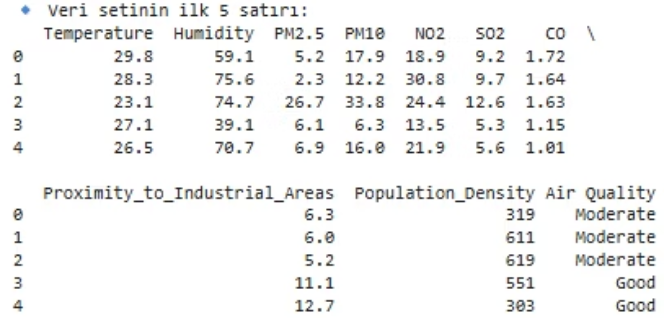 🔹 Veri setinin ilk 5 satırı:
Temperature Humidity PM2.5 PM10 NO2 SO2 CO \
0 29.8 59.1 5.2 17.9 18.9 9.2 1.72
1 28.3 75.6 2.3 12.2 30.8 9.7 1.64
2 23.1 74.7 26.7 33.8 24.4 12.6 1.63
3 27.1 39.1 6.1 6.3 13.5 5.3 1.15
4 26.5 70.7 6.9 16.0 21.9 5.6 1.01
Proximity_to_Industrial_Areas Population_Density Air Quality
0 6.3 319 Moderate
1 6.0 611 Moderate
2 5.2 619 Moderate
3 11.1 551 Good
4 12.7 303 Good